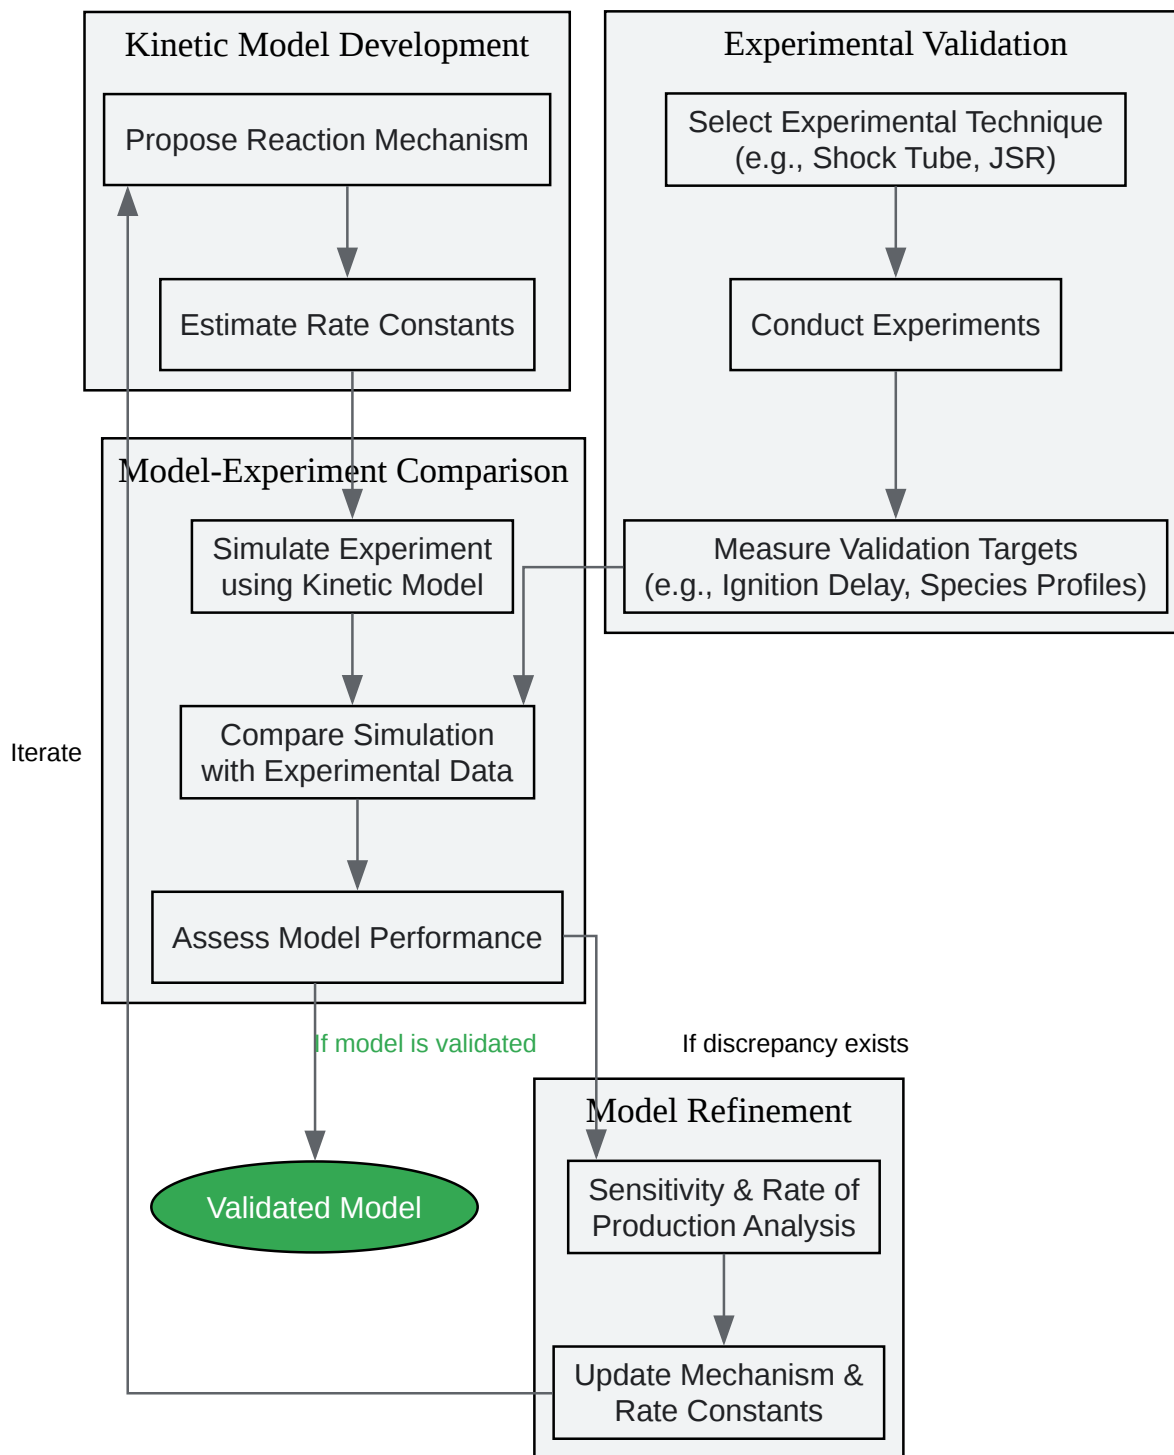 Kinetic Model Development
Propose Reaction Mechanism
Estimate Rate Constants
Experimental Validation
Select Experimental Technique
(e.g., Shock Tube, JSR)
Conduct Experiments
Measure Validation Targets
(e.g., Ignition Delay, Species Profiles)
Model-Experiment Comparison
Simulate Experiment
using Kinetic Model
Compare Simulation
with Experimental Data
Assess Model Performance
Iterate
If model is validated
If discrepancy exists
Validated Model
Model Refinement
Sensitivity & Rate of
Production Analysis
Update Mechanism &
Rate Constants